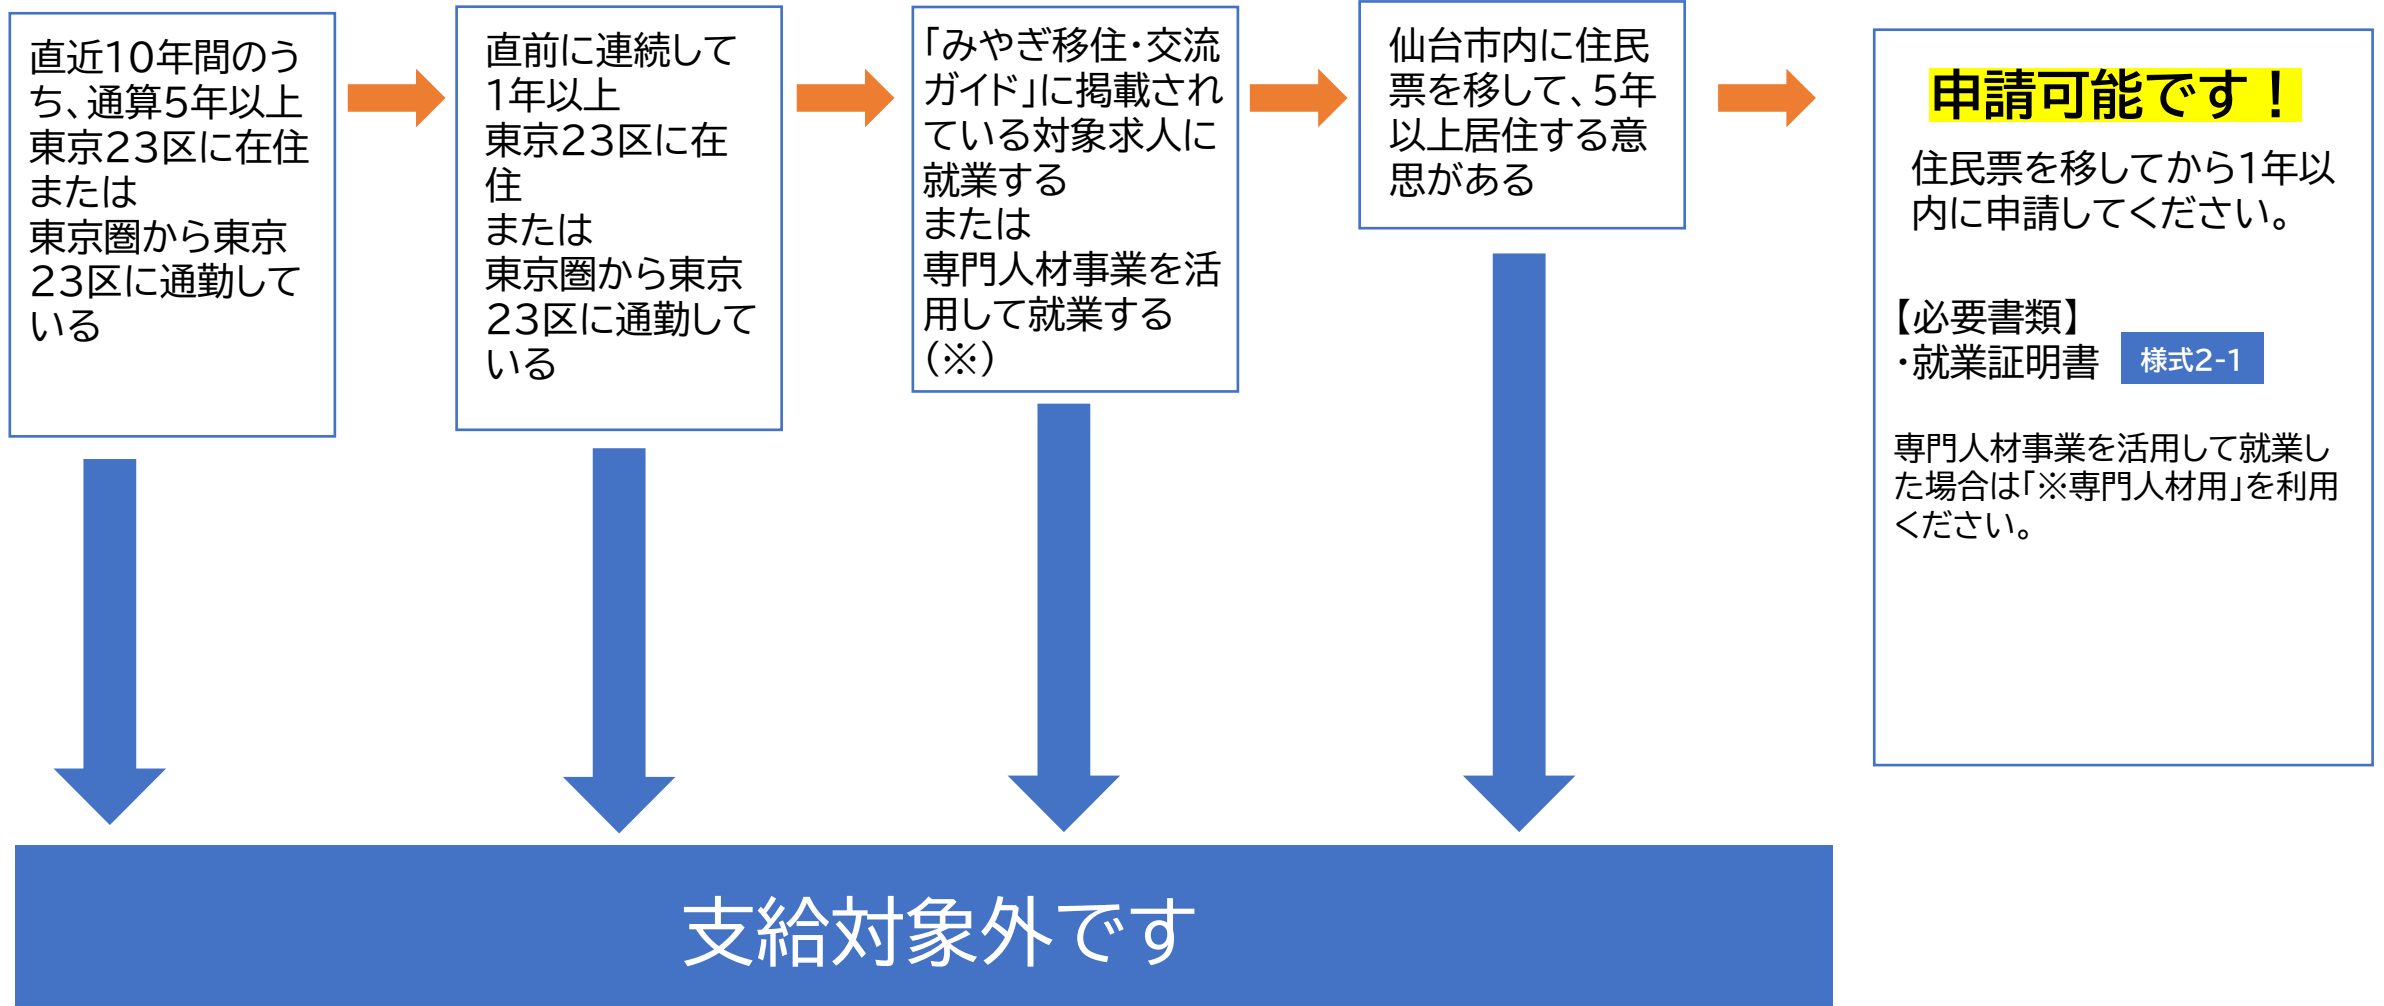 直近10年間のう
ち、通算5年以上
東京23区に在住
または
東京圏から東京
23区に通勤して
いる
直前に連続して
1年以上
東京23区に在
住
または
東京圏から東京
23区に通勤して
いる
「みやぎ移住・交流
ガイド」に掲載され
ている対象求人に
就業する
または
専門人材事業を活
用して就業する
(※)
仙台市内に住民
票を移して、5年
以上居住する意
思がある
申請可能です！
住民票を移してから1年以
内に申請してください。
【必要書類】
・就業証明書 様式2-1
専門人材事業を活用して就業し
た場合は「※専門人材用」を利用
ください。
支給対象外です